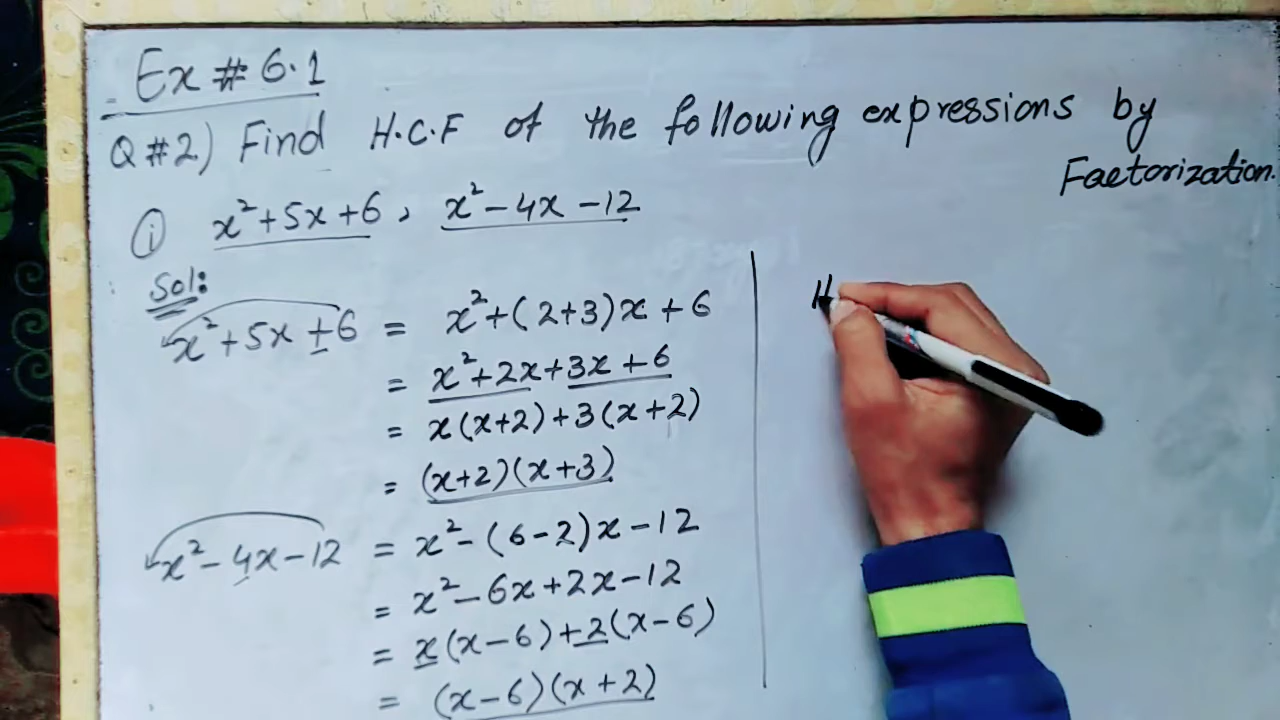 Ex # 6.1
Q #2) Find H.C.F of the following expressions by
Factorization.
i x² + 5x + 6 , x² - 4x - 12
Sol:
x² + 5x + 6 = x² + (2+3)x + 6
= x² + 2x + 3x + 6
= x(x+2) + 3(x+2)
= (x+2)(x+3)
x² - 4x - 12 = x² - (6-2)x - 12
= x² - 6x + 2x - 12
= x(x-6) + 2(x-6)
= (x-6)(x+2)
H